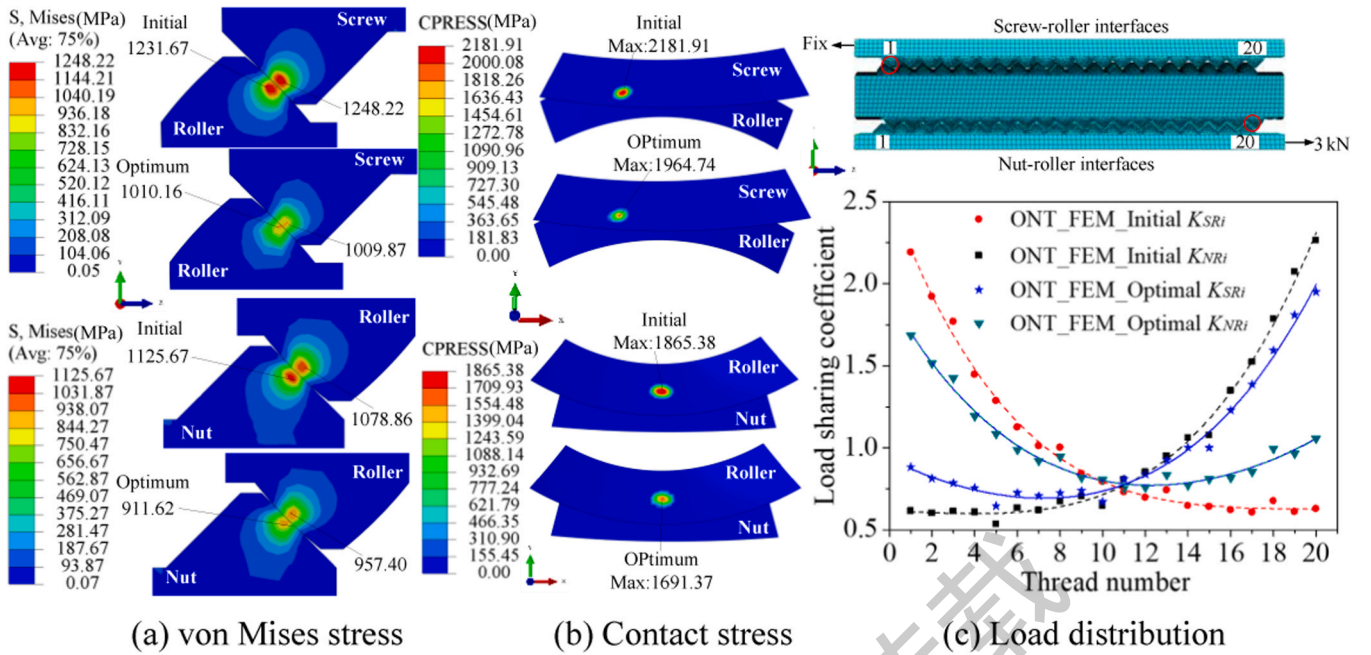 S, Mises(MPa)
(Avg: 75%)
1248.22
1144.21
1040.19
936.18
832.16
728.15
624.13
520.12
416.11
312.09
208.08
104.06
0.05
Initial
1231.67
Screw
1248.22
Roller
Optimum
1010.16
Screw
1009.87
Roller
S, Mises(MPa)
(Avg: 75%)
1125.67
1031.87
938.07
844.27
750.47
656.67
562.87
469.07
375.27
281.47
187.67
93.87
0.07
Initial
1125.67
Roller
1078.86
Nut
Optimum
911.62
Roller
957.40
Nut
(a) von Mises stress
CPRESS(MPa)
2181.91
2000.08
1818.26
1636.43
1454.61
1272.78
1090.96
909.13
727.30
545.48
363.65
181.83
0.00
Initial
Max:2181.91
Screw
Roller
OPtimum
Max:1964.74
Screw
Roller
CPRESS(MPa)
1865.38
1709.93
1554.48
1399.04
1243.59
1088.14
932.69
777.24
621.79
466.35
310.90
155.45
0.00
Initial
Max:1865.38
Roller
Nut
Roller
Nut
OPtimum
Max:1691.37
(b) Contact stress
Screw-roller interfaces
Fix
1
20
1
20
3 kN
Nut-roller interfaces
Load sharing coefficient
2.5
2.0
1.5
1.0
0.5
ONT_FEM_Initial KSRi
ONT_FEM_Initial KNRi
ONT_FEM_Optimal KSRi
ONT_FEM_Optimal KNRi
0 2 4 6 8 10 12 14 16 18 20
Thread number
(c) Load distribution